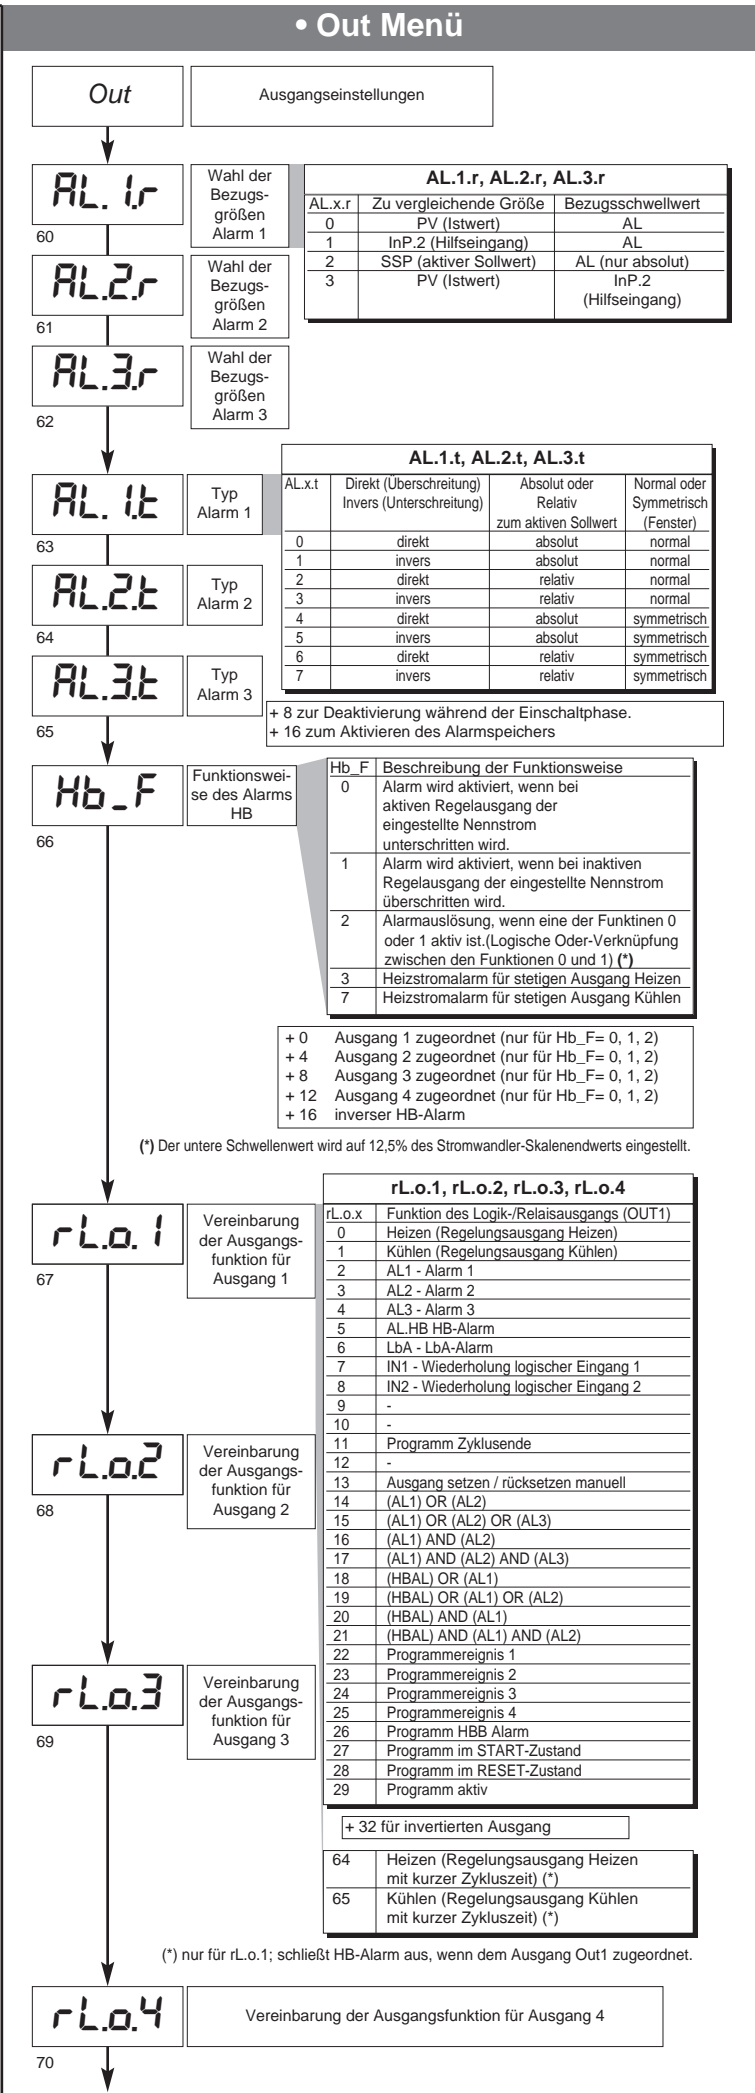 • Out Menü
Out
Ausgangseinstellungen
AL.1.r
60
Wahl der
Bezugs-
größen
Alarm 1
AL.1.r, AL.2.r, AL.3.r
AL.x.r Zu vergleichende Größe Bezugsschwellwert
0 PV (Istwert) AL
1 InP.2 (Hilfseingang) AL
2 SSP (aktiver Sollwert) AL (nur absolut)
3 PV (Istwert) InP.2
(Hilfseingang)
AL.2.r
61
Wahl der
Bezugs-
größen
Alarm 2
AL.3.r
62
Wahl der
Bezugs-
größen
Alarm 3
AL.1.t
63
Typ
Alarm 1
AL.1.t, AL.2.t, AL.3.t
AL.x.t Direkt (Überschreitung) Absolut oder Normal oder
Invers (Unterschreitung) Relativ Symmetrisch
zum aktiven Sollwert (Fenster)
0 direkt absolut normal
1 invers absolut normal
2 direkt relativ normal
3 invers relativ normal
4 direkt absolut symmetrisch
5 invers absolut symmetrisch
6 direkt relativ symmetrisch
7 invers relativ symmetrisch
AL.2.t
64
Typ
Alarm 2
AL.3.t
65
Typ
Alarm 3
+ 8 zur Deaktivierung während der Einschaltphase.
+ 16 zum Aktivieren des Alarmspeichers
Hb_F
66
Funktionswei-
se des Alarms
HB
Hb_F Beschreibung der Funktionsweise
0 Alarm wird aktiviert, wenn bei
aktiven Regelausgang der
eingestellte Nennstrom
unterschritten wird.
1 Alarm wird aktiviert, wenn bei inaktiven
Regelausgang der eingestellte Nennstrom
überschritten wird.
2 Alarmauslösung, wenn eine der Funktinen 0
oder 1 aktiv ist.(Logische Oder-Verknüpfung
zwischen den Funktionen 0 und 1) (*)
3 Heizstromalarm für stetigen Ausgang Heizen
7 Heizstromalarm für stetigen Ausgang Kühlen
+ 0 Ausgang 1 zugeordnet (nur für Hb_F= 0, 1, 2)
+ 4 Ausgang 2 zugeordnet (nur für Hb_F= 0, 1, 2)
+ 8 Ausgang 3 zugeordnet (nur für Hb_F= 0, 1, 2)
+ 12 Ausgang 4 zugeordnet (nur für Hb_F= 0, 1, 2)
+ 16 inverser HB-Alarm
(*) Der untere Schwellenwert wird auf 12,5% des Stromwandler-Skalenendwerts eingestellt.
rL.o.1
67
Vereinbarung
der Ausgangs-
funktion für
Ausgang 1
rL.o.1, rL.o.2, rL.o.3, rL.o.4
rL.o.x Funktion des Logik-/Relaisausgangs (OUT1)
0 Heizen (Regelungsausgang Heizen)
1 Kühlen (Regelungsausgang Kühlen)
2 AL1 - Alarm 1
3 AL2 - Alarm 2
4 AL3 - Alarm 3
5 AL.HB HB-Alarm
6 LbA - LbA-Alarm
7 IN1 - Wiederholung logischer Eingang 1
8 IN2 - Wiederholung logischer Eingang 2
9 -
10 -
11 Programm Zyklusende
12 -
13 Ausgang setzen / rücksetzen manuell
14 (AL1) OR (AL2)
15 (AL1) OR (AL2) OR (AL3)
16 (AL1) AND (AL2)
17 (AL1) AND (AL2) AND (AL3)
18 (HBAL) OR (AL1)
19 (HBAL) OR (AL1) OR (AL2)
20 (HBAL) AND (AL1)
21 (HBAL) AND (AL1) AND (AL2)
22 Programmereignis 1
23 Programmereignis 2
24 Programmereignis 3
25 Programmereignis 4
26 Programm HBB Alarm
27 Programm im START-Zustand
28 Programm im RESET-Zustand
29 Programm aktiv
rL.o.2
68
Vereinbarung
der Ausgangs-
funktion für
Ausgang 2
rL.o.3
69
Vereinbarung
der Ausgangs-
funktion für
Ausgang 3
+ 32 für invertierten Ausgang
64 Heizen (Regelungsausgang Heizen
mit kurzer Zykluszeit) (*)
65 Kühlen (Regelungsausgang Kühlen
mit kurzer Zykluszeit) (*)
(*) nur für rL.o.1; schließt HB-Alarm aus, wenn dem Ausgang Out1 zugeordnet.
rL.o.4
70
Vereinbarung der Ausgangsfunktion für Ausgang 4